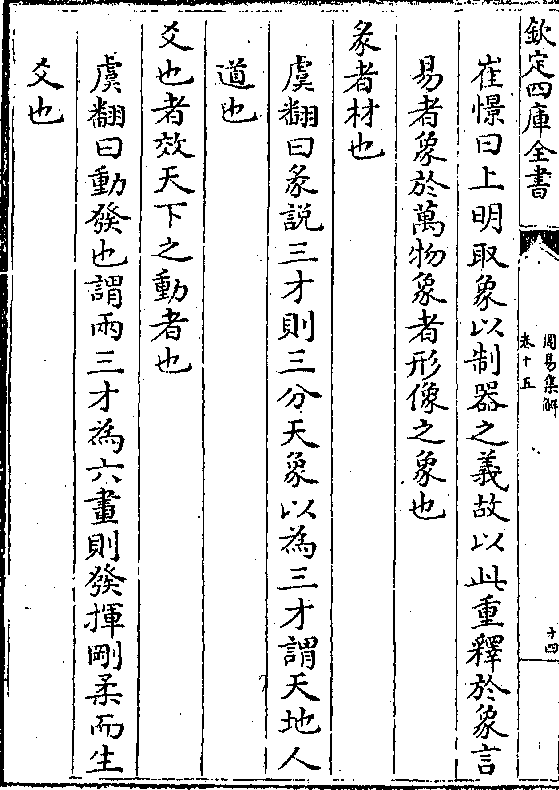 欽定四庫全書
周易集解
卷十五
十四
崔憬曰上明取象以制器之義故以此重釋於象言
易者象於萬物象者形像之象也
彖者材也
虞翻曰彖説三才則三分天象以為三才謂天地人
道也
爻也者效天下之動者也
虞翻曰動發也謂兩三才為六畫則發揮剛柔而生
爻也